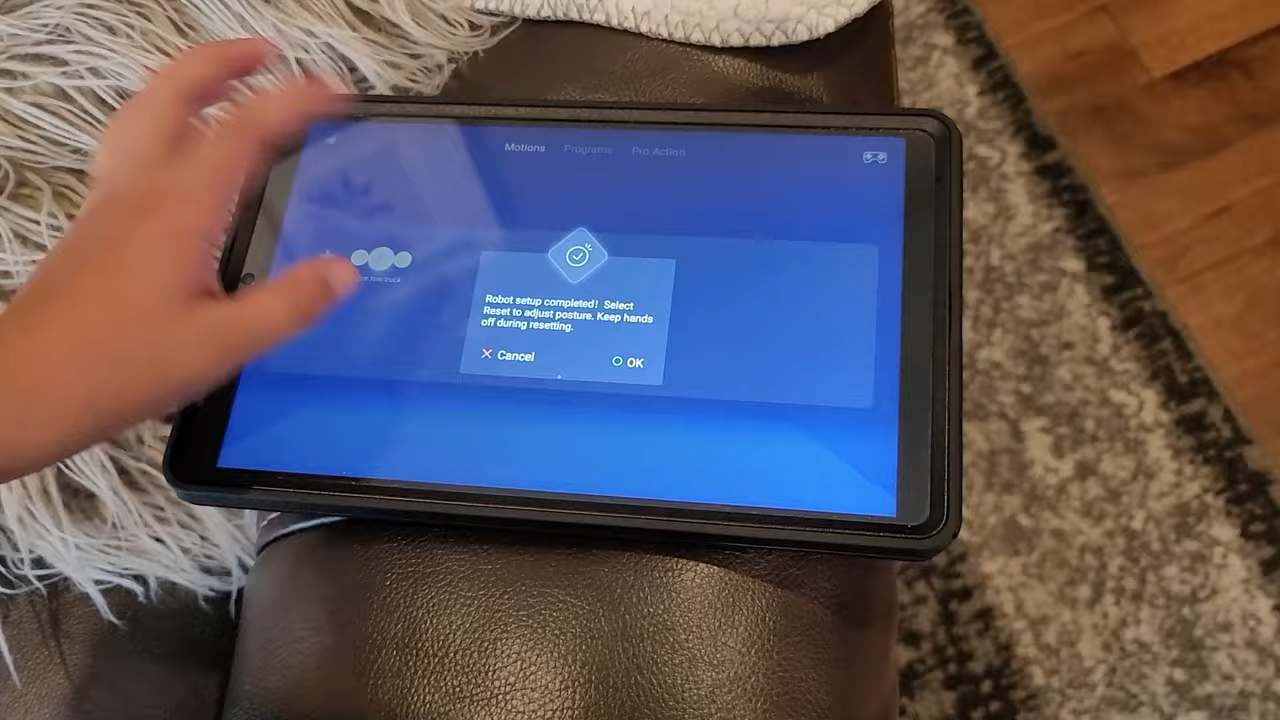 Motions Programs Pro Action
Robot setup completed! Select
Reset to adjust posture. Keep hands
off during resetting.
Cancel OK